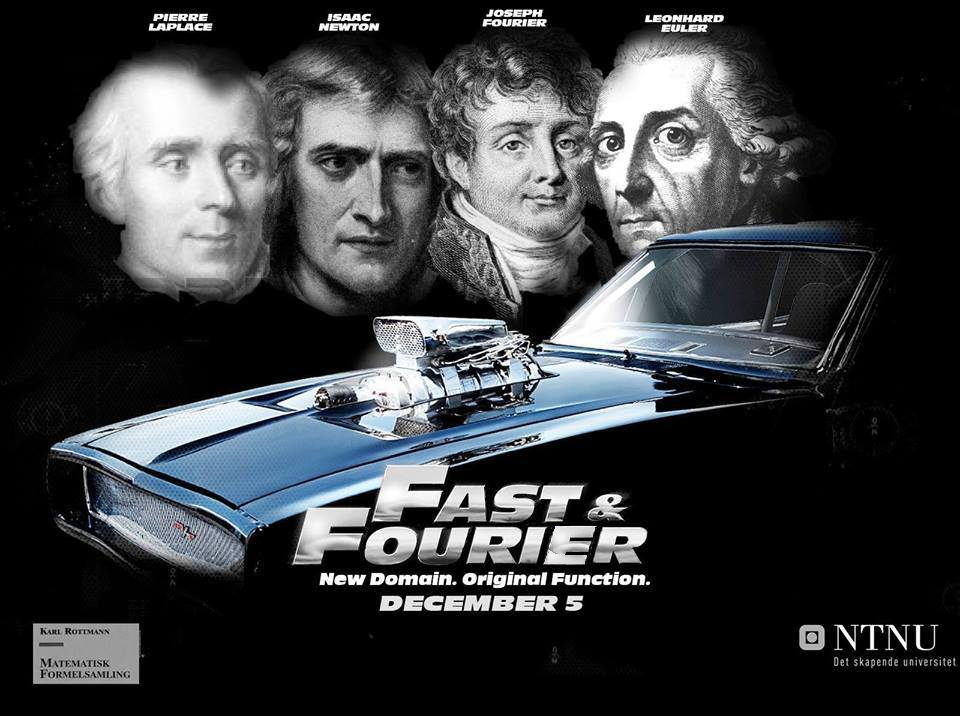 PIERRE
LAPLACE
ISAAC
NEWTON
JOSEPH
FOURIER
LEONHARD
EULER
FAST &
FOURIER
New Domain. Original Function.
DECEMBER 5
KARL ROTTMANN
MATEMATISK
FORMELSAMLING
NTNU
Det skapende universitet